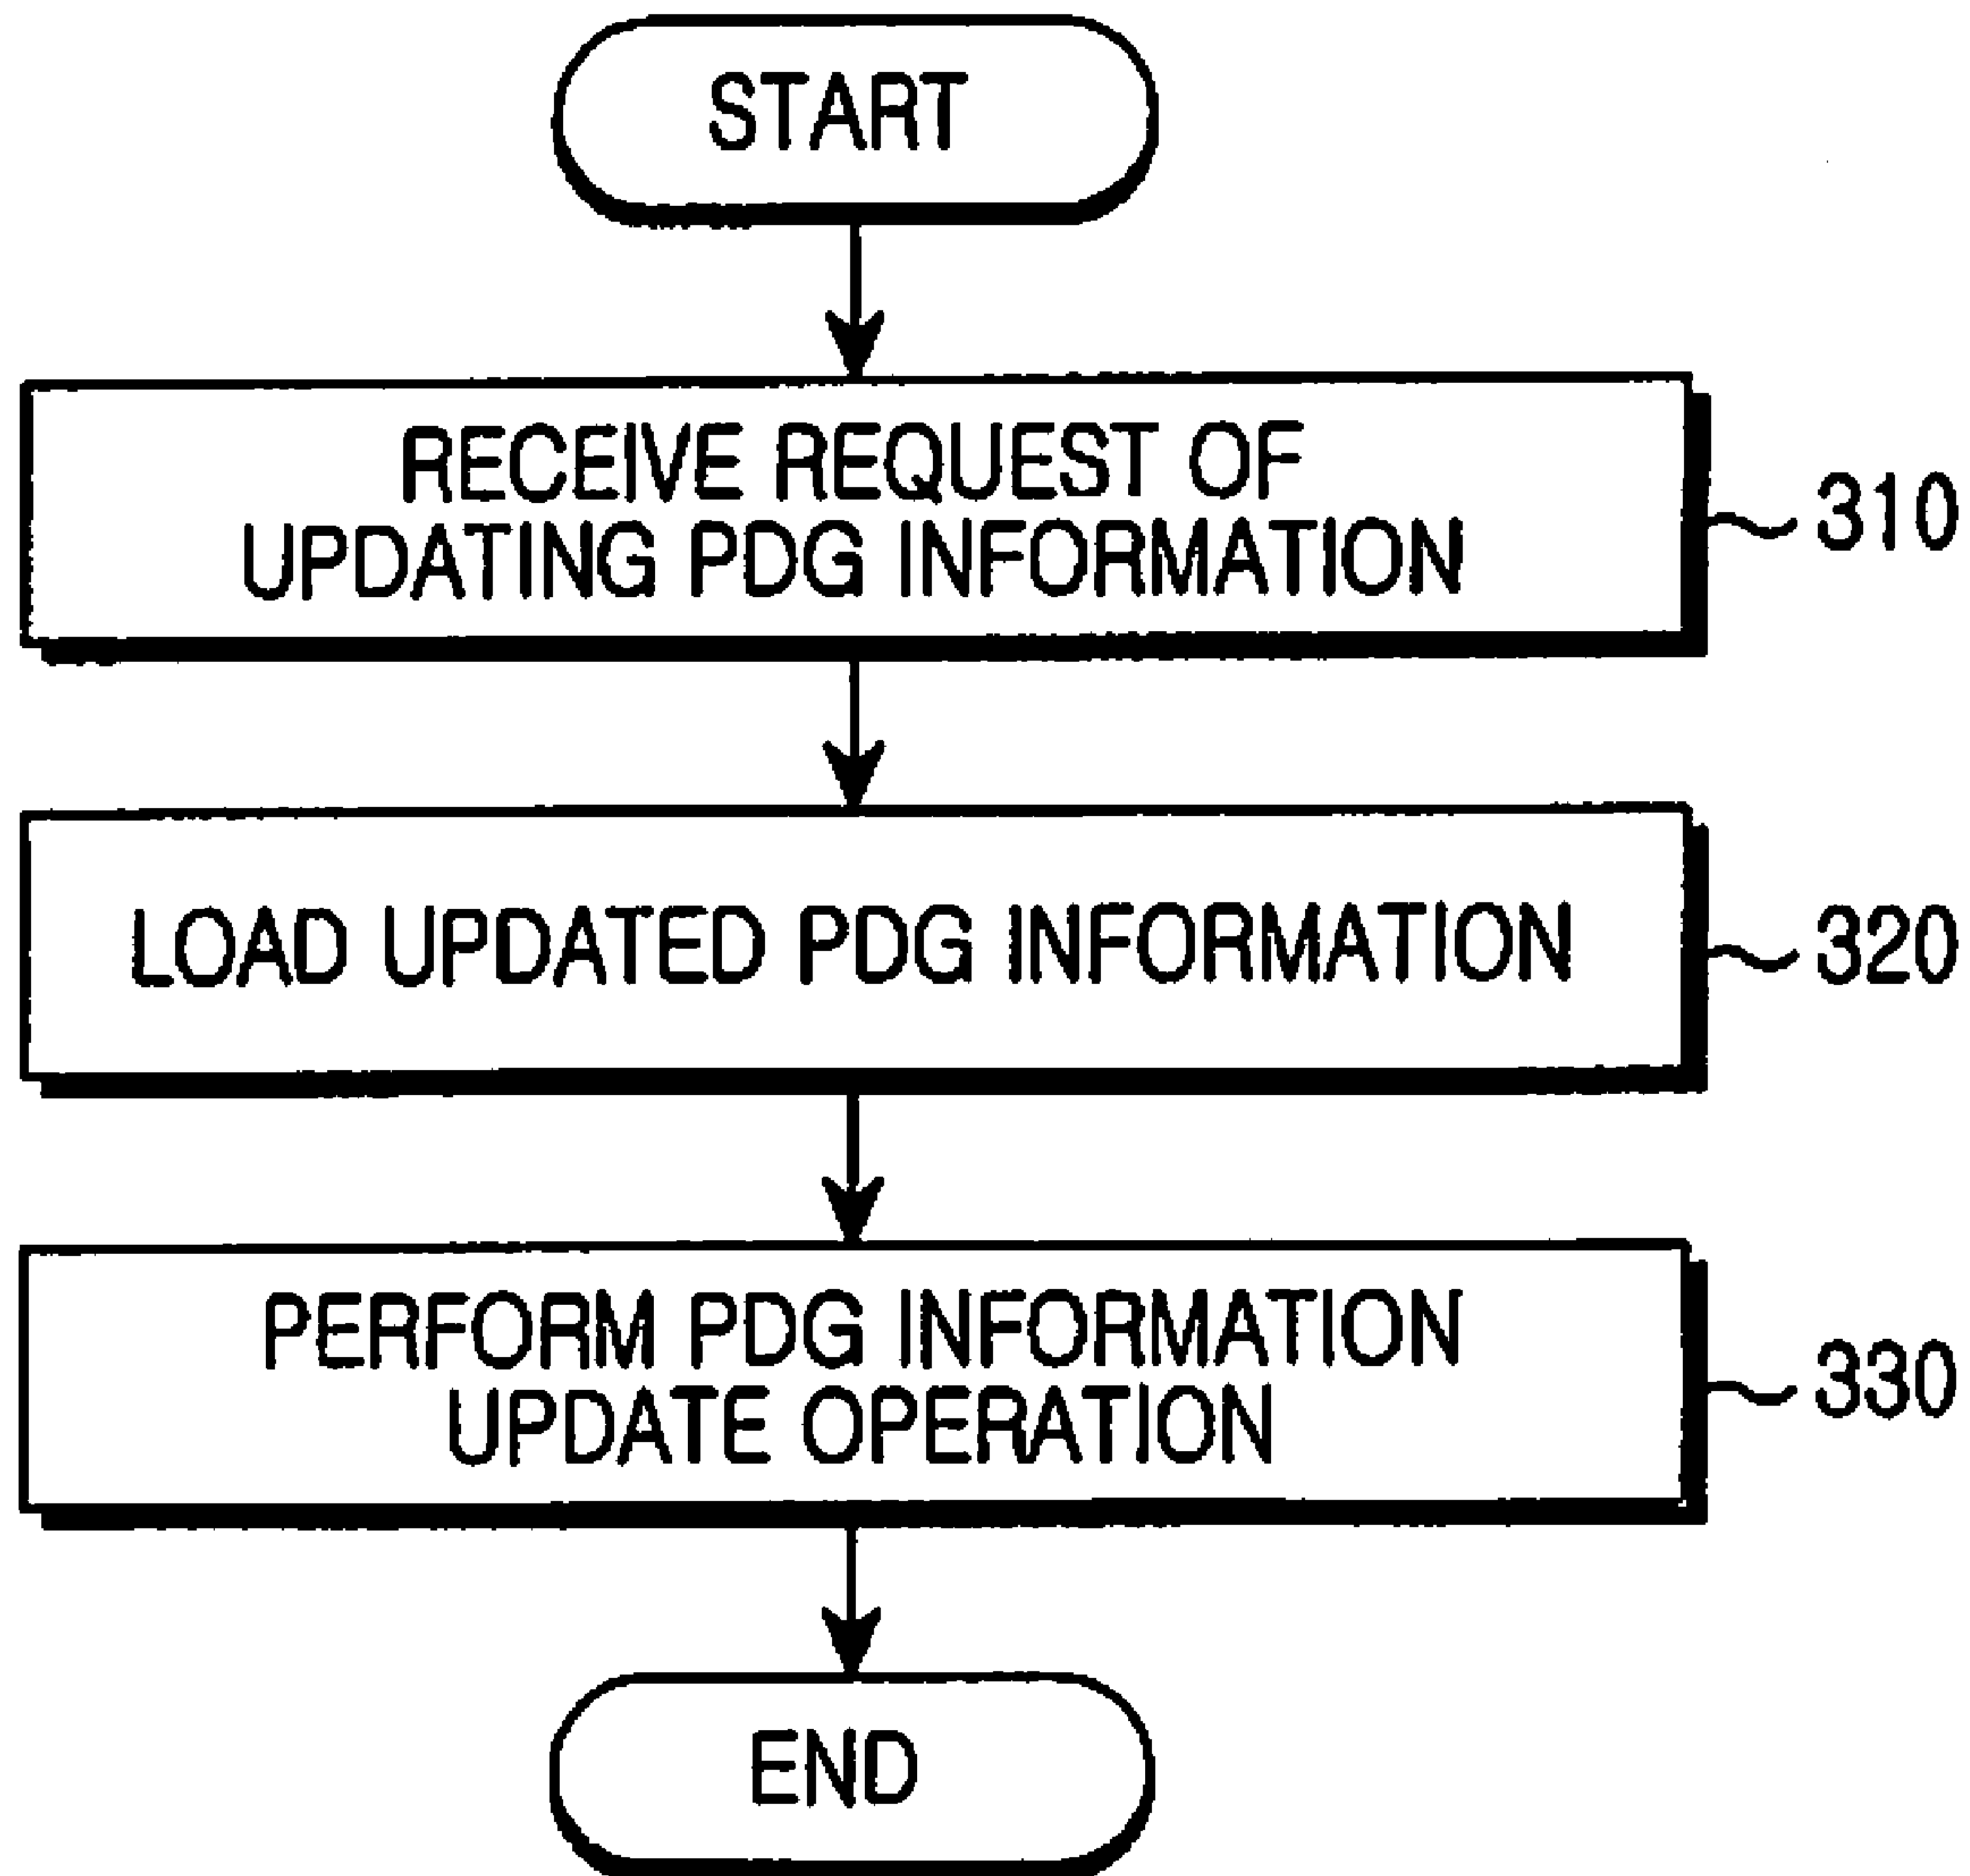 START
RECEIVE REQUEST OF
UPDATING PDG INFORMATION
310
LOAD UPDATED PDG INFORMATION
320
PERFORM PDG INFORMATION
UPDATE OPERATION
330
END